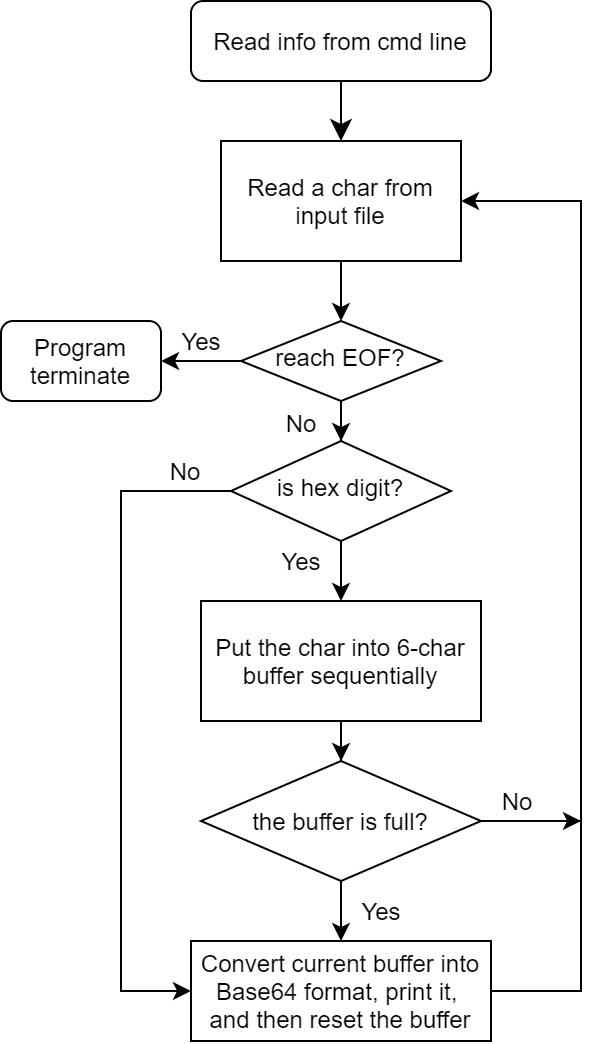 Read info from cmd line
Read a char from
input file
Program
terminate
Yes
reach EOF?
No
No
is hex digit?
Yes
Put the char into 6-char
buffer sequentially
the buffer is full?
No
Yes
Convert current buffer into
Base64 format, print it,
and then reset the buffer